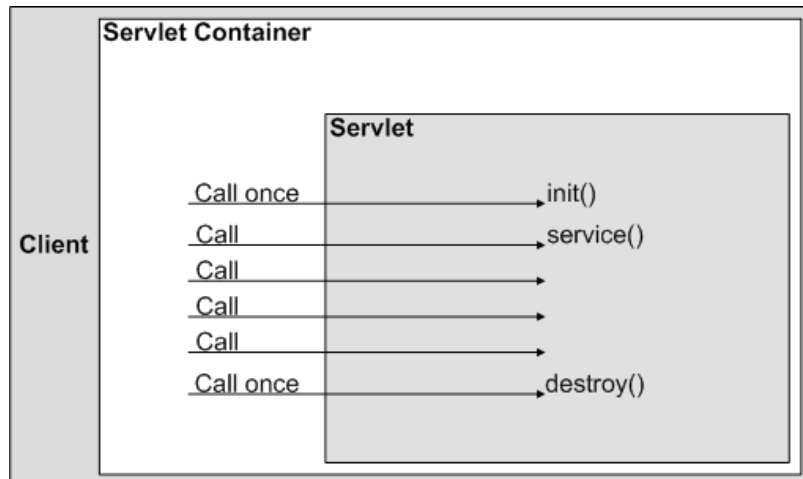 Servlet Container
Servlet
Call once init()
Client
Call service()
Call
Call
Call
Call once destroy()